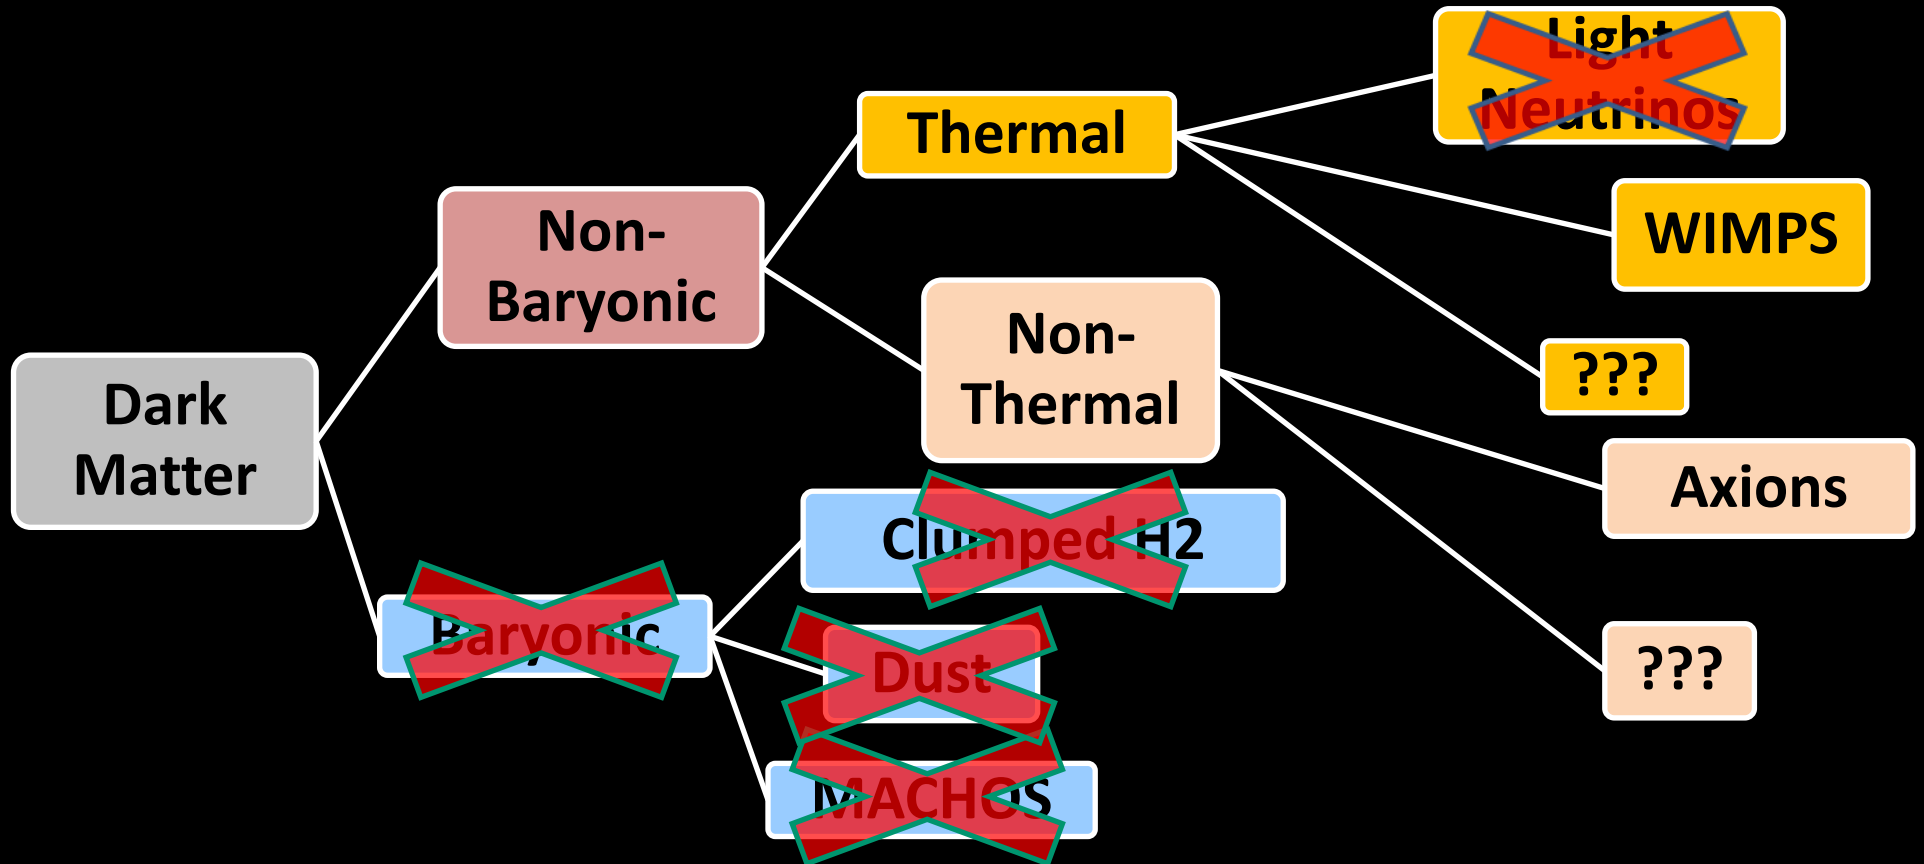 Dark
Matter
Non-
Baryonic
Baryonic
Thermal
Non-
Thermal
Clumped H2
Dust
MACHOS
Light
Neutrinos
WIMPS
???
Axions
???